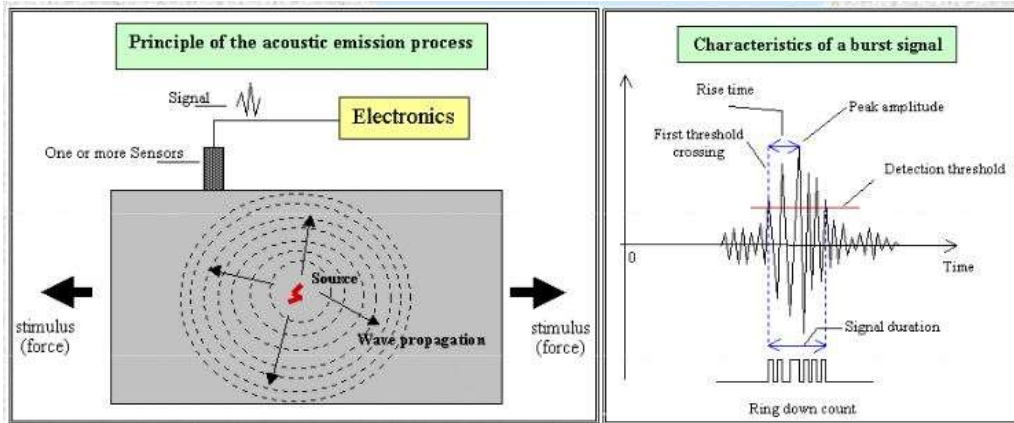 Principle of the acoustic emission process
Signal
Electronics
One or more Sensors
Source
Wave propagation
stimulus
(force)
stimulus
(force)
Characteristics of a burst signal
Rise time
Peak amplitude
First threshold
crossing
Detection threshold
0
Time
Signal duration
Ring down count